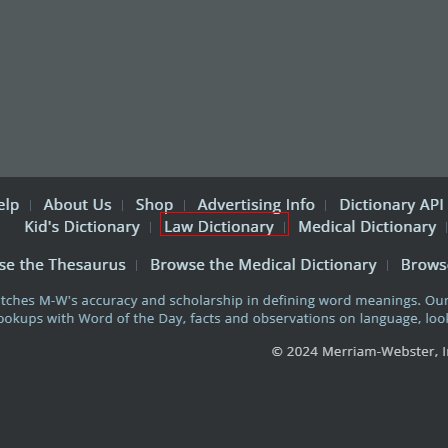 elp | About Us | Shop | Advertising Info | Dictionary API
Kid's Dictionary | Law Dictionary | Medical Dictionary |
se the Thesaurus | Browse the Medical Dictionary | Brows
tches M-W's accuracy and scholarship in defining word meanings. Our
ookups with Word of the Day, facts and observations on language, loo
© 2024 Merriam-Webster, I